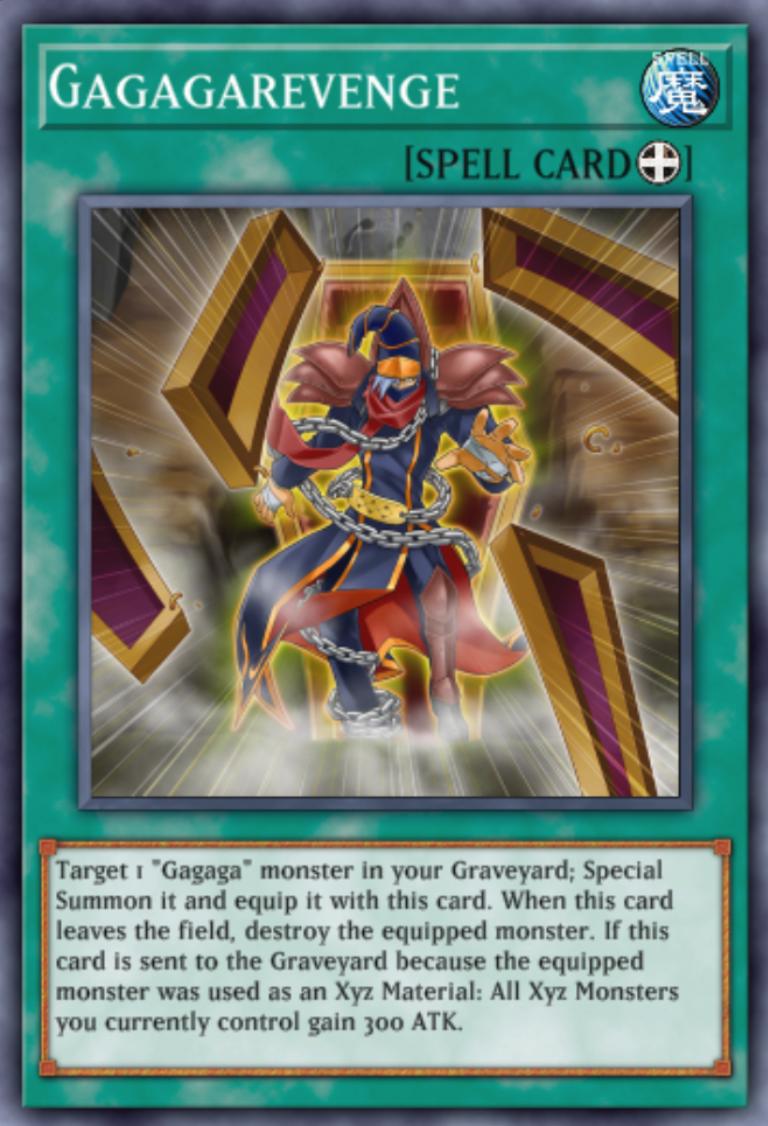 GAGAGAREVENGE
SPELL
魔
[SPELL CARD]
Target 1 "Gagaga" monster in your Graveyard; Special
Summon it and equip it with this card. When this card
leaves the field, destroy the equipped monster. If this
card is sent to the Graveyard because the equipped
monster was used as an Xyz Material: All Xyz Monsters
you currently control gain 300 ATK.